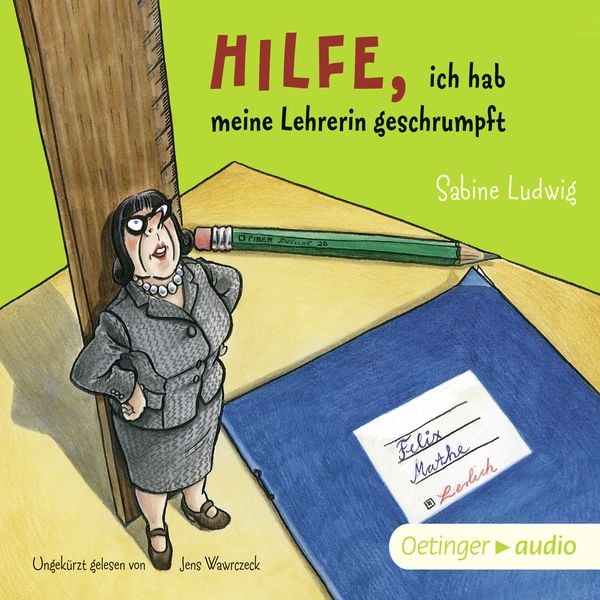 HILFE, ich hab
meine Lehrerin geschrumpft
Sabine Ludwig
FIBER Deluxe 2B
Felix
Mathe
Lerlich
Oetinger audio
Ungekürzt gelesen von Jens Wawrczeck